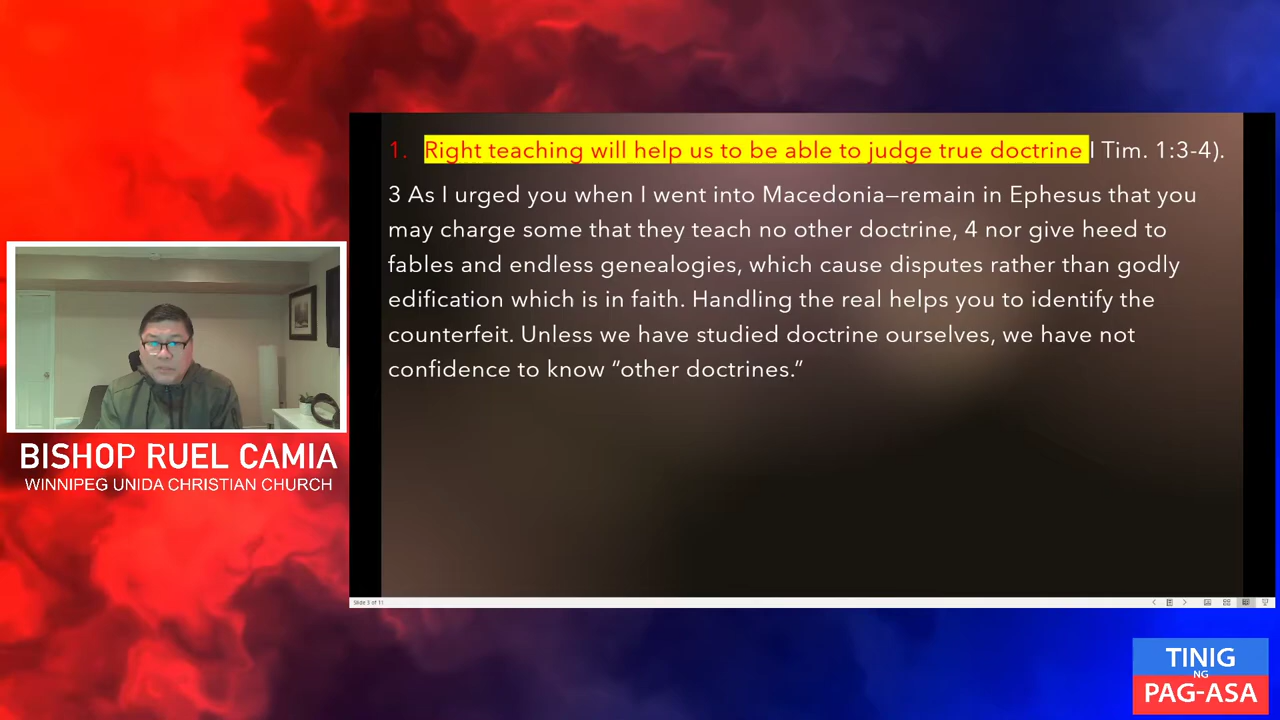 1. Right teaching will help us to be able to judge true doctrine I Tim. 1:3-4).
3 As I urged you when I went into Macedonia—remain in Ephesus that you
may charge some that they teach no other doctrine, 4 nor give heed to
fables and endless genealogies, which cause disputes rather than godly
edification which is in faith. Handling the real helps you to identify the
counterfeit. Unless we have studied doctrine ourselves, we have not
confidence to know “other doctrines.”
BISHOP RUEL CAMIA
WINNIPEG UNIDA CHRISTIAN CHURCH
Slide 3 of 11
TINIG
NG
PAG-ASA